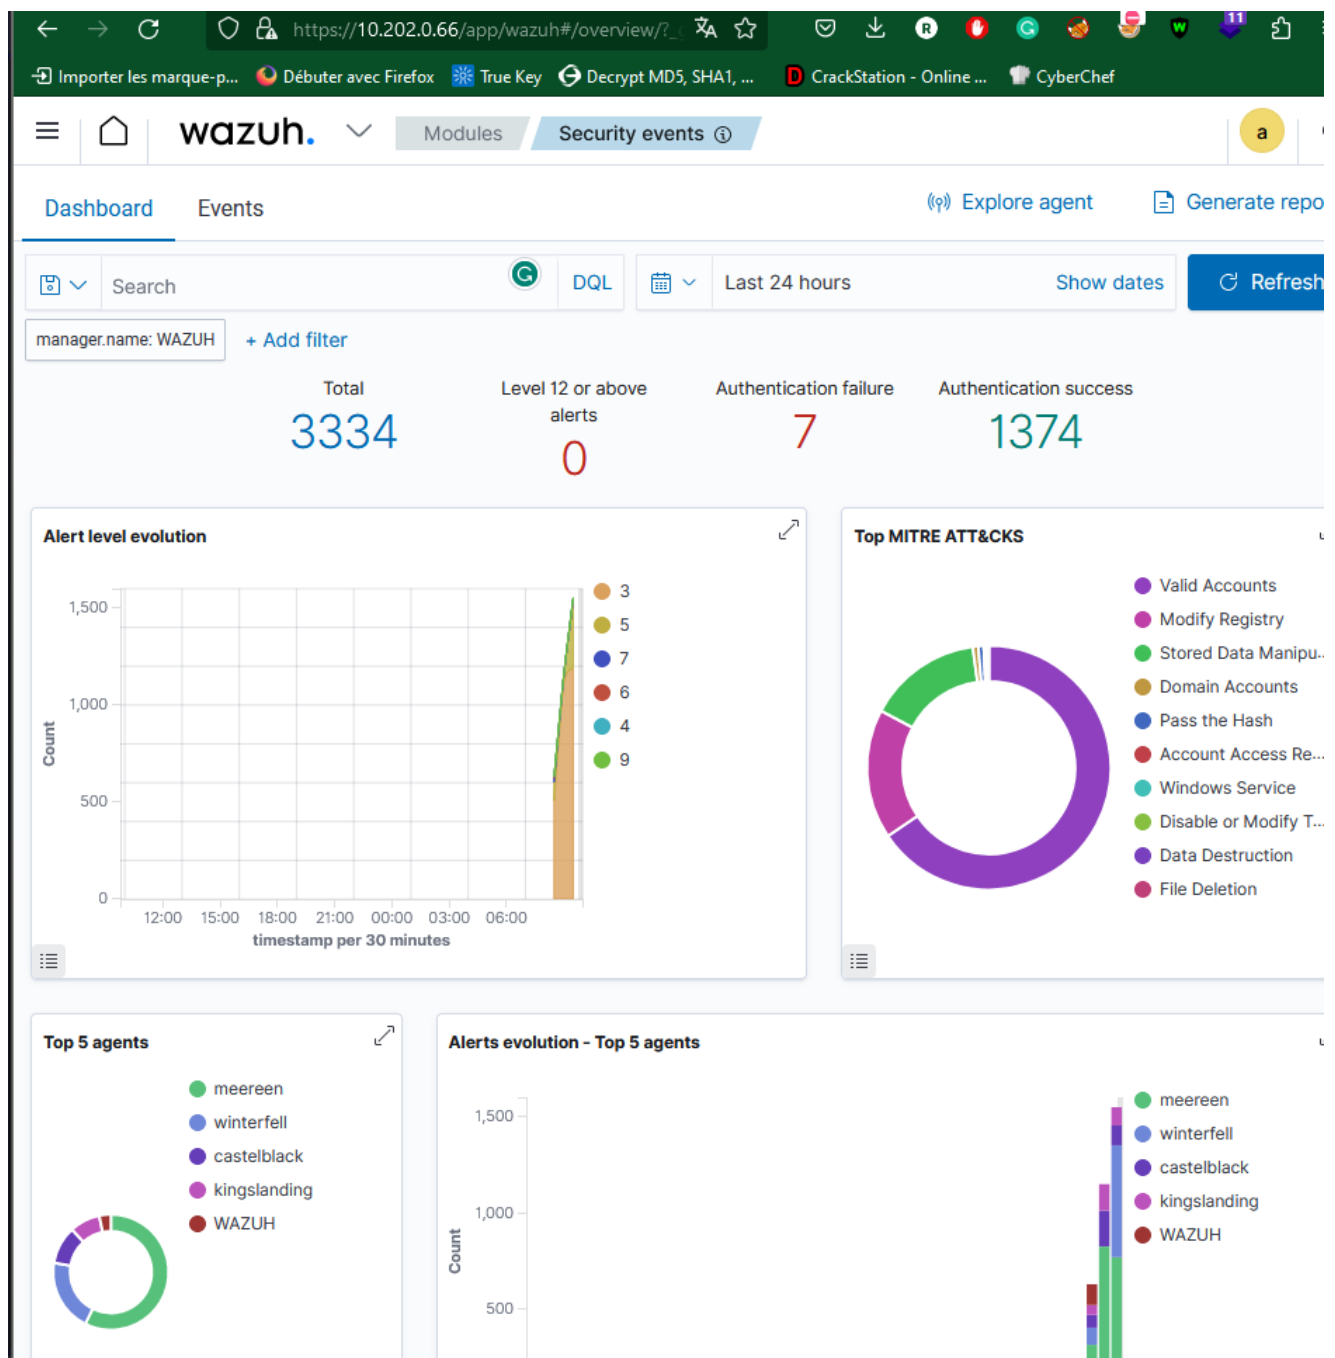 https://10.202.0.66/app/wazuh#/overview/?_g
11
Importer les marque-p...
Débuter avec Firefox
True Key
Decrypt MD5, SHA1, ...
CrackStation - Online ...
CyberChef
wazuh.
Modules
Security events
a
Dashboard
Events
Explore agent
Generate repo
Search
DQL
Last 24 hours
Show dates
Refresh
manager.name: WAZUH
+ Add filter
Total
3334
Level 12 or above
alerts
0
Authentication failure
7
Authentication success
1374
Alert level evolution
1,500
1,000
500
0
Count
12:00 15:00 18:00 21:00 00:00 03:00 06:00
timestamp per 30 minutes
3
5
7
6
4
9
Top MITRE ATT&CKS
Valid Accounts
Modify Registry
Stored Data Manipu...
Domain Accounts
Pass the Hash
Account Access Re...
Windows Service
Disable or Modify T...
Data Destruction
File Deletion
Top 5 agents
meereen
winterfell
castelblack
kingslanding
WAZUH
Alerts evolution - Top 5 agents
1,500
1,000
500
Count
meereen
winterfell
castelblack
kingslanding
WAZUH